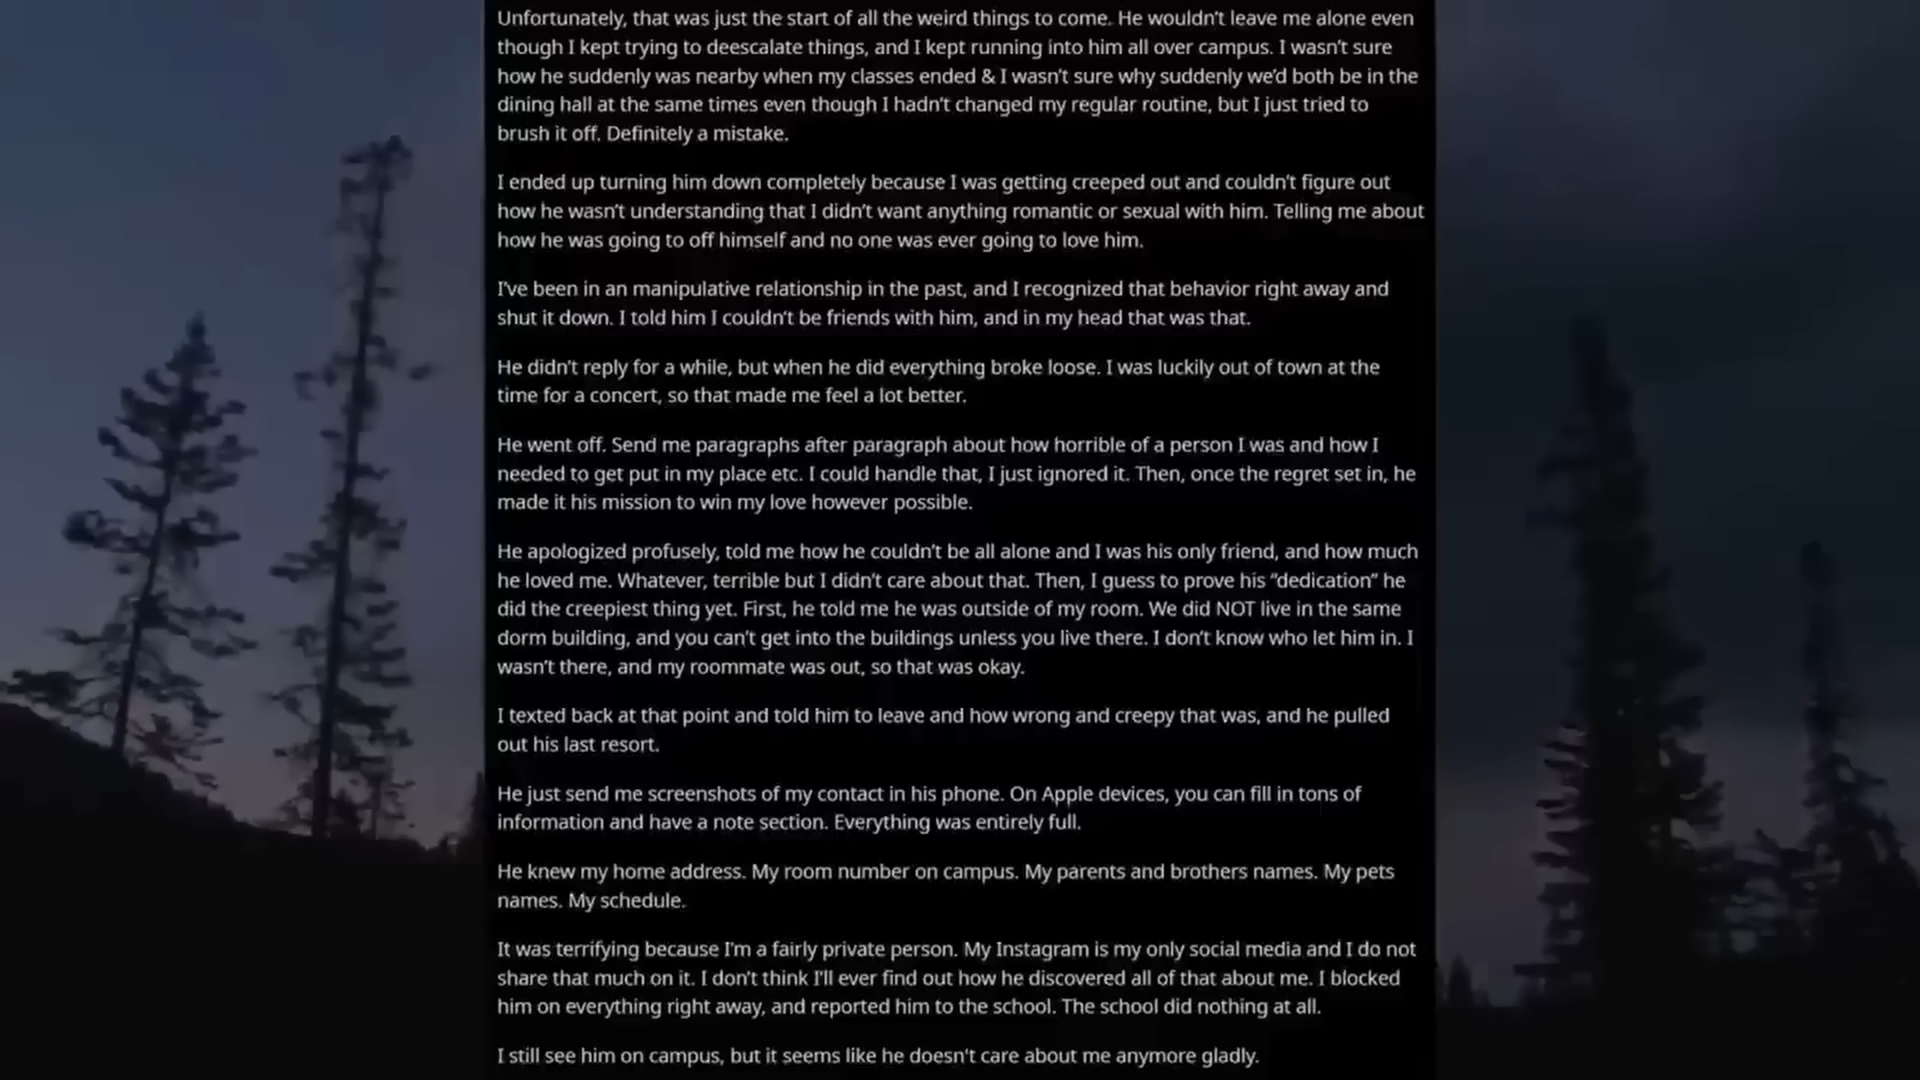 Unfortunately, that was just the start of all the weird things to come. He wouldn't leave me alone even
though I kept trying to deescalate things, and I kept running into him all over campus. I wasn't sure
how he suddenly was nearby when my classes ended & I wasn't sure why suddenly we'd both be in the
dining hall at the same times even though I hadn't changed my regular routine, but I just tried to
brush it off. Definitely a mistake.
I ended up turning him down completely because I was getting creeped out and couldn't figure out
how he wasn't understanding that I didn't want anything romantic or sexual with him. Telling me about
how he was going to off himself and no one was ever going to love him.
I've been in an manipulative relationship in the past, and I recognized that behavior right away and
shut it down. I told him I couldn't be friends with him, and in my head that was that.
He didn't reply for a while, but when he did everything broke loose. I was luckily out of town at the
time for a concert, so that made me feel a lot better.
He went off. Send me paragraphs after paragraph about how horrible of a person I was and how I
needed to get put in my place etc. I could handle that, I just ignored it. Then, once the regret set in, he
made it his mission to win my love however possible.
He apologized profusely, told me how he couldn't be all alone and I was his only friend, and how much
he loved me. Whatever, terrible but I didn't care about that. Then, I guess to prove his “dedication” he
did the creepiest thing yet. First, he told me he was outside of my room. We did NOT live in the same
dorm building, and you can't get into the buildings unless you live there. I don't know who let him in. I
wasn't there, and my roommate was out, so that was okay.
I texted back at that point and told him to leave and how wrong and creepy that was, and he pulled
out his last resort.
He just send me screenshots of my contact in his phone. On Apple devices, you can fill in tons of
information and have a note section. Everything was entirely full.
He knew my home address. My room number on campus. My parents and brothers names. My pets
names. My schedule.
It was terrifying because I'm a fairly private person. My Instagram is my only social media and I do not
share that much on it. I don't think I'll ever find out how he discovered all of that about me. I blocked
him on everything right away, and reported him to the school. The school did nothing at all.
I still see him on campus, but it seems like he doesn't care about me anymore gladly.